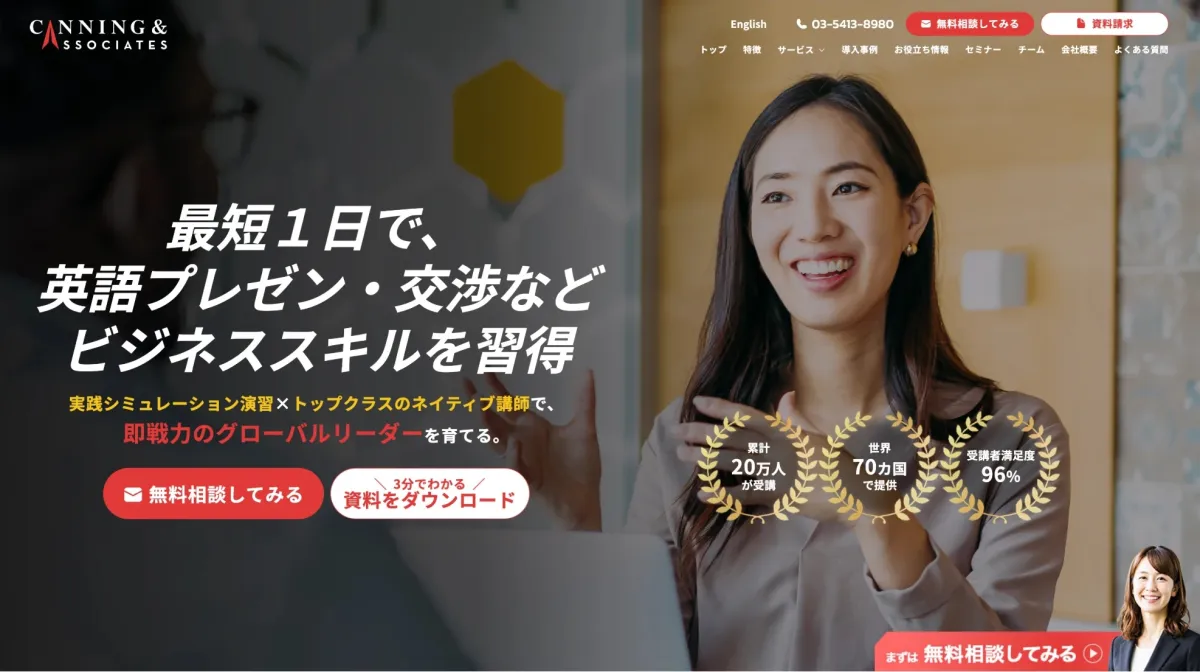 CANNING &
ASSOCIATES
English
03-5413-8980
無料相談してみる
資料請求
トップ
特徴
サービス
導入事例
お役立ち情報
セミナー
チーム
会社概要
よくある質問
最短１日で、
英語プレゼン・交渉など
ビジネススキルを習得
実践シミュレーション演習×トップクラスのネイティブ講師で、
即戦力のグローバルリーダーを育てる。
無料相談してみる
＼ 3分でわかる ／
資料をダウンロード
累計
20万人
が受講
世界
70カ国
で提供
受講者満足度
96%
まずは 無料相談してみる